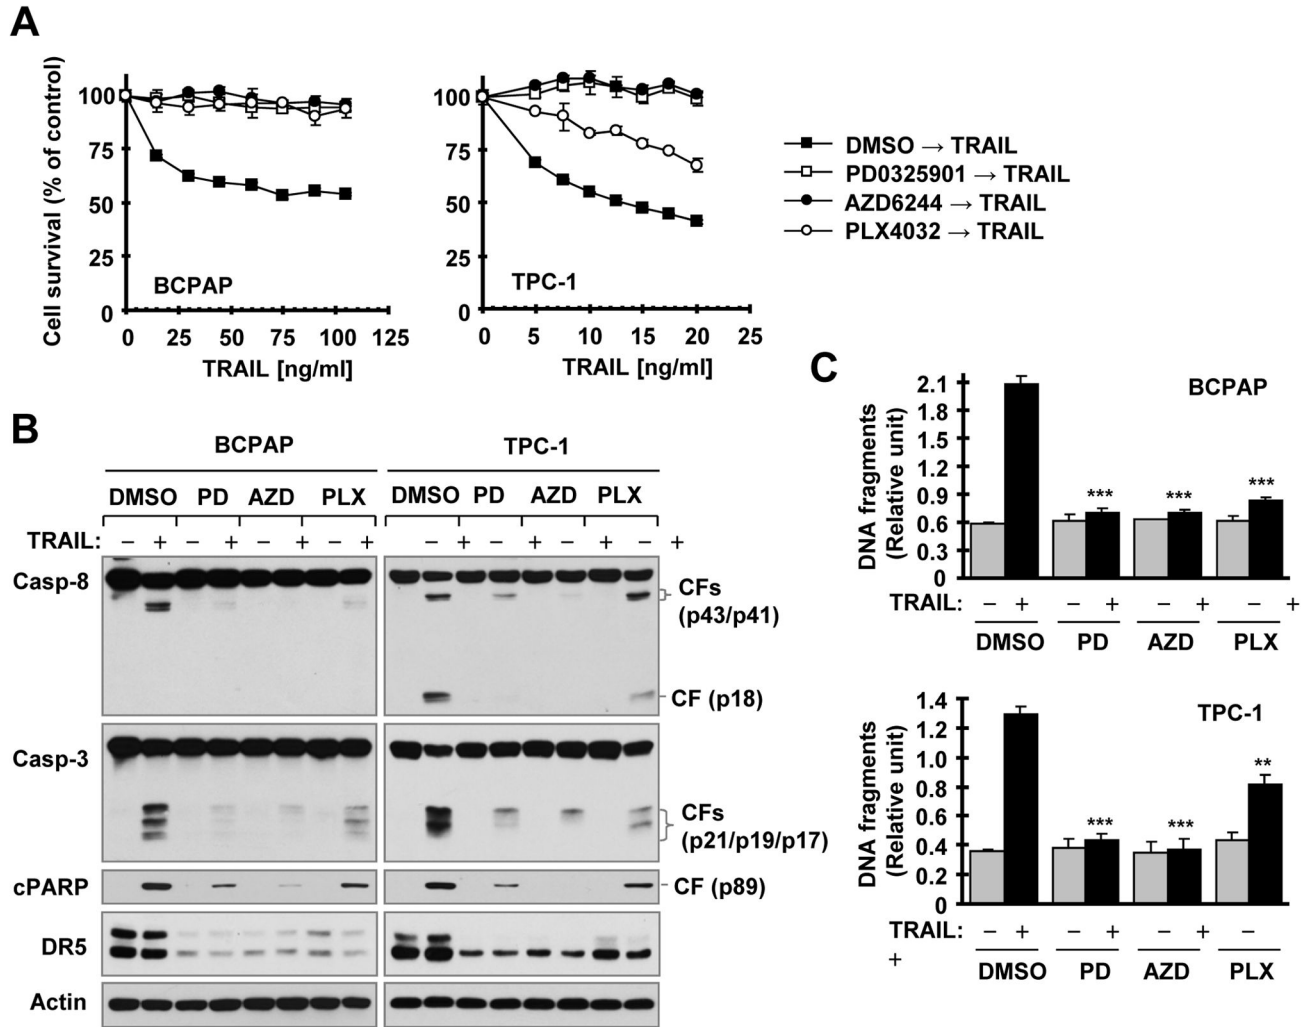 A
Cell survival (% of control)
100
75
50
25
0
BCPAP
0 25 50 75 100 125
TRAIL [ng/ml]
100
75
50
25
0
TPC-1
0 5 10 15 20 25
TRAIL [ng/ml]
DMSO → TRAIL
PD0325901 → TRAIL
AZD6244 → TRAIL
PLX4032 → TRAIL
B
BCPAP TPC-1
DMSO PD AZD PLX DMSO PD AZD PLX
TRAIL: – + – + – + – + – + – + – + – +
Casp-8
CFs
(p43/p41)
CF (p18)
Casp-3
CFs
(p21/p19/p17)
cPARP
CF (p89)
DR5
Actin
C
DNA fragments
(Relative unit)
2.1
1.8
1.5
1.2
0.9
0.6
0.3
0
BCPAP
*** *** ***
TRAIL: – + – + – + – +
DMSO PD AZD PLX
DNA fragments
(Relative unit)
1.4
1.2
0.8
0.6
0.4
0.2
0
TPC-1
*** *** **
TRAIL: – + – + – + –
+
DMSO PD AZD PLX